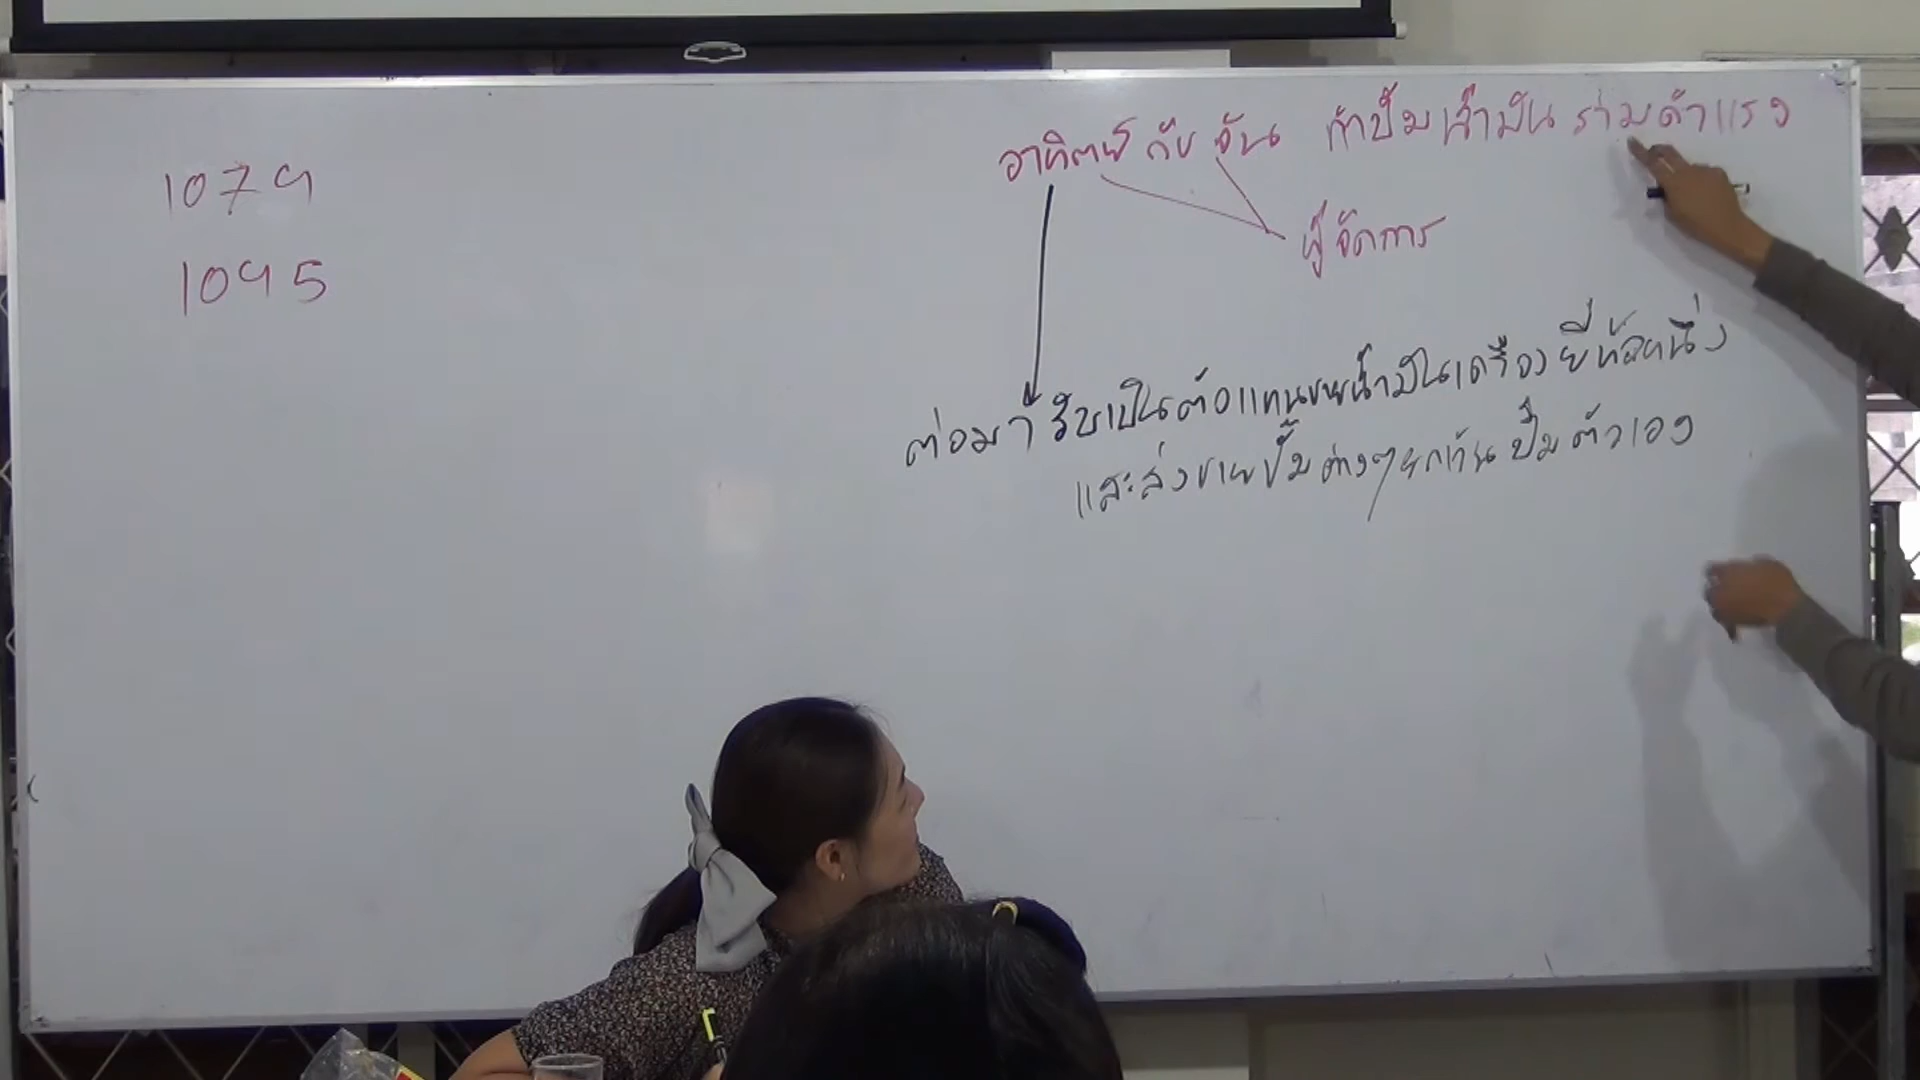 1079
1045
อาทิตย์ กับ จันทร์ ทำปั๊มน้ำมัน ร่ามคำแรง
ผู้จัดการ
ต่อมา รับเป็นตัวแทนขายน้ำมันเครื่องยี่ห้อหนึ่ง
และส่งขายปั๊มต่างๆ ยกเว้น ปั๊มตัวเอง